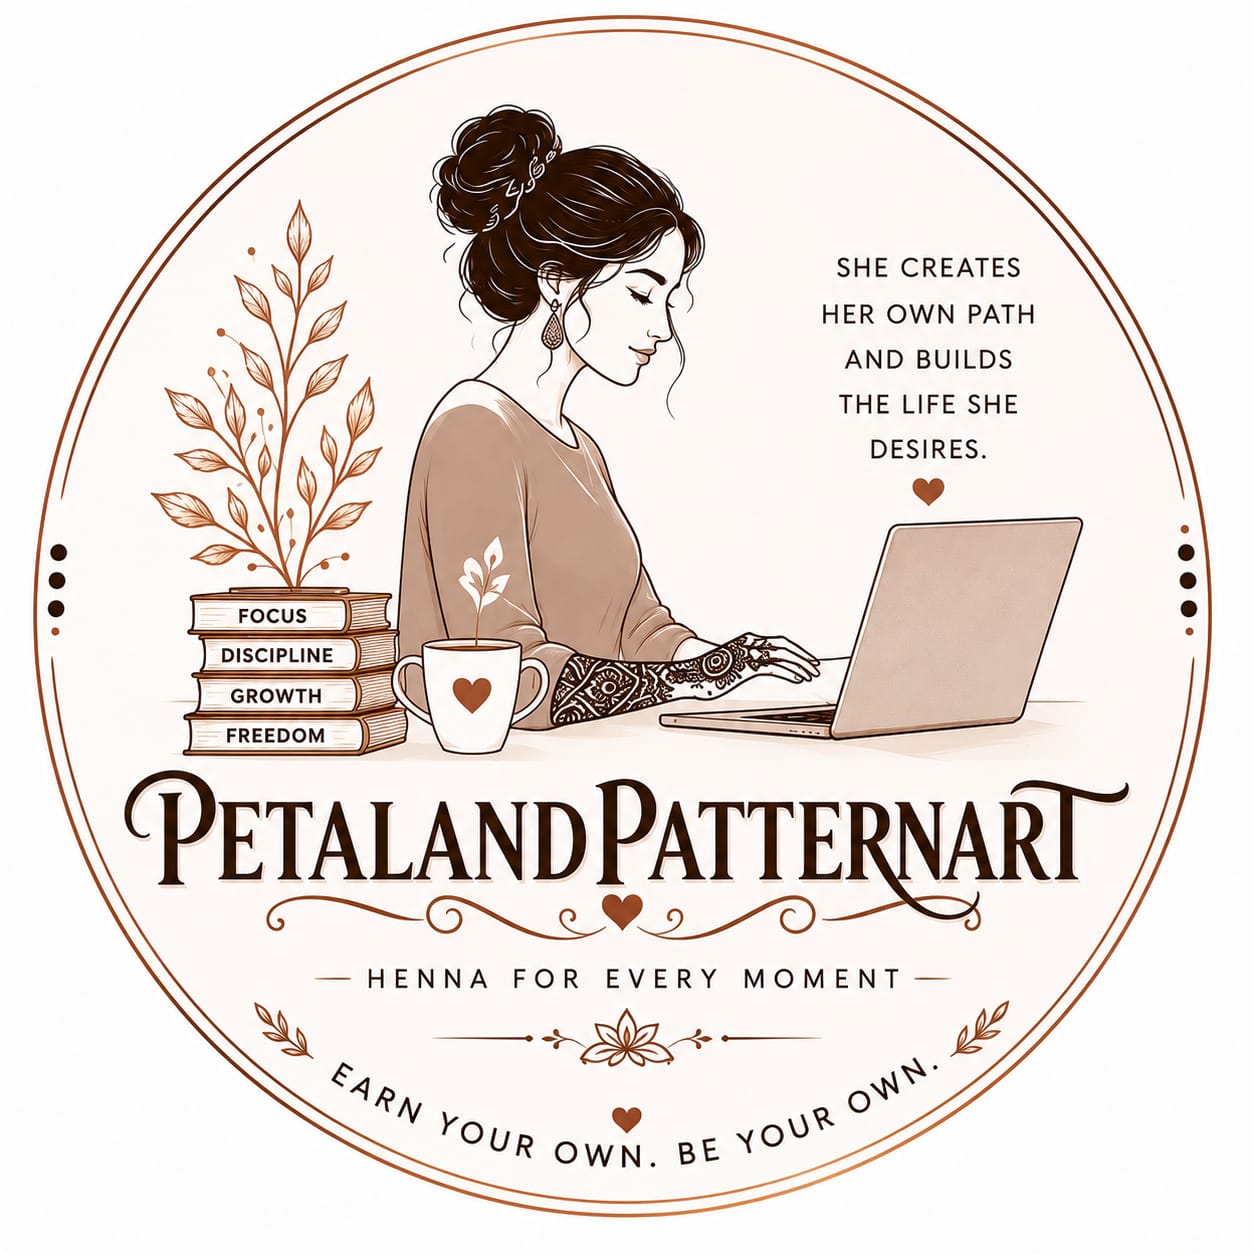 SHE CREATES
HER OWN PATH
AND BUILDS
THE LIFE SHE
DESIRES.
FOCUS
DISCIPLINE
GROWTH
FREEDOM
PETALANDPATTERNART
HENNA FOR EVERY MOMENT
EARN YOUR OWN. BE YOUR OWN.